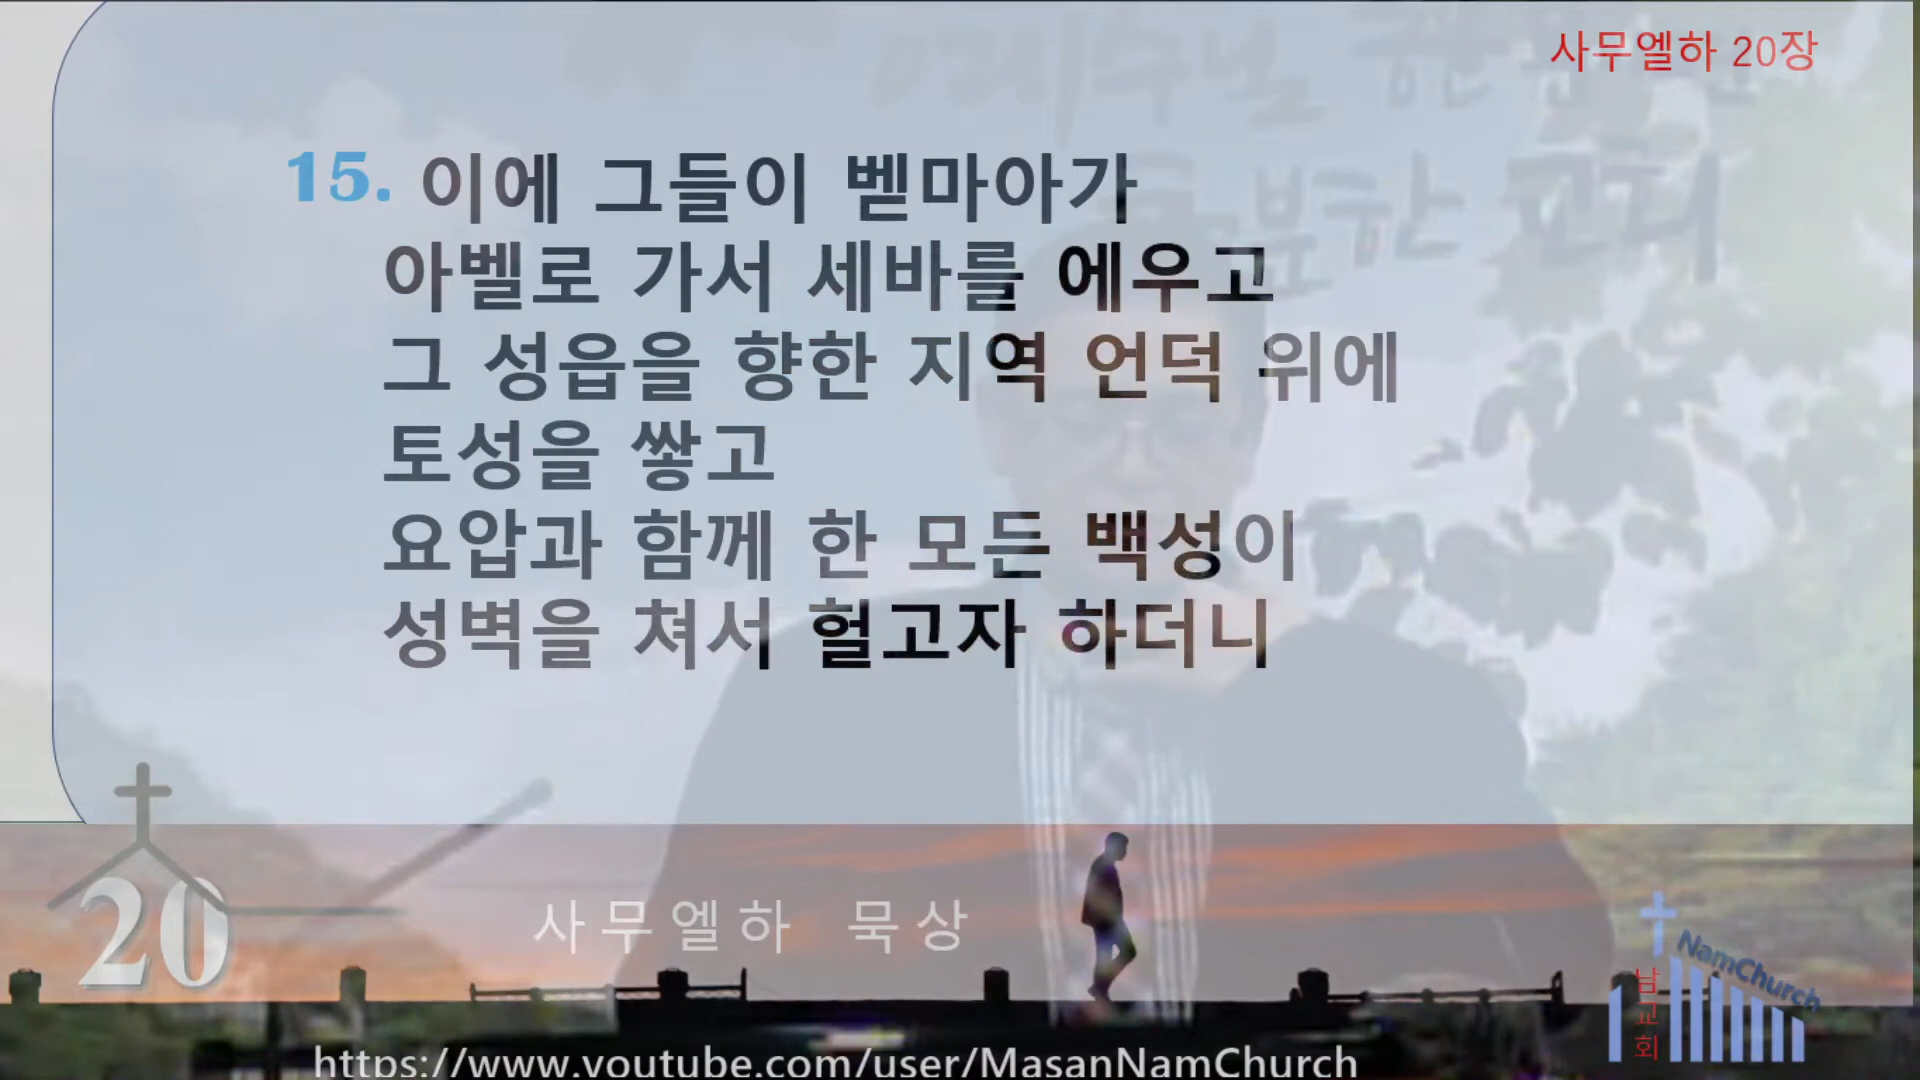 사무엘하 20장
15. 이에 그들이 벧마아가
아벨로 가서 세바를 에우고
그 성읍을 향한 지역 언덕 위에
토성을 쌓고
요압과 함께 한 모든 백성이
성벽을 쳐서 헐고자 하더니
20
사무엘하 묵상
NamChurch
남교회
https://www.youtube.com/user/MasanNamChurch